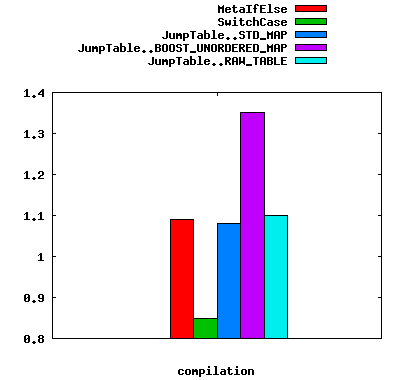 MetaIfElse
SwitchCase
JumpTable..STD_MAP
JumpTable..BOOST_UNORDERED_MAP
JumpTable..RAW_TABLE
1.4
1.3
1.2
1.1
1
0.9
0.8
compilation